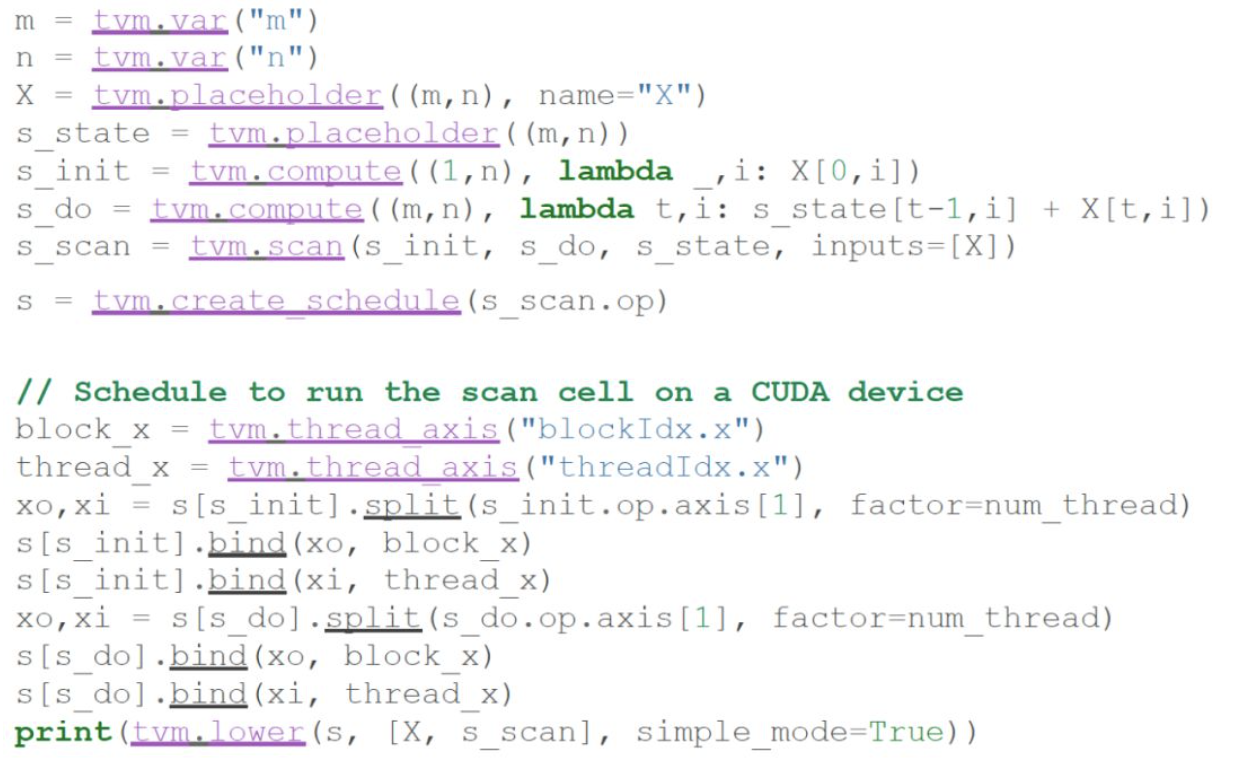 m = tvm.var("m")
n = tvm.var("n")
X = tvm.placeholder((m,n), name="X")
s_state = tvm.placeholder((m,n))
s_init = tvm.compute((1,n), lambda _,i: X[0,i])
s_do = tvm.compute((m,n), lambda t,i: s_state[t-1,i] + X[t,i])
s_scan = tvm.scan(s_init, s_do, s_state, inputs=[X])
s = tvm.create_schedule(s_scan.op)
// Schedule to run the scan cell on a CUDA device
block_x = tvm.thread_axis("blockIdx.x")
thread_x = tvm.thread_axis("threadIdx.x")
xo,xi = s[s_init].split(s_init.op.axis[1], factor=num_thread)
s[s_init].bind(xo, block_x)
s[s_init].bind(xi, thread_x)
xo,xi = s[s_do].split(s_do.op.axis[1], factor=num_thread)
s[s_do].bind(xo, block_x)
s[s_do].bind(xi, thread_x)
print(tvm.lower(s, [X, s_scan], simple_mode=True))